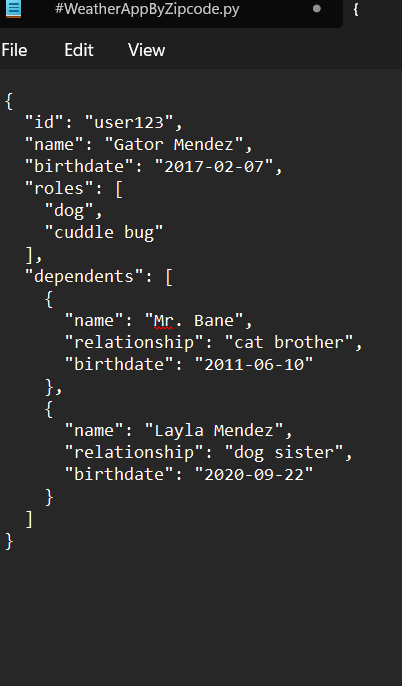 #WeatherAppByZipcode.py
{
File Edit View
{
  "id": "user123",
  "name": "Gator Mendez",
  "birthdate": "2017-02-07",
  "roles": [
    "dog",
    "cuddle bug"
  ],
  "dependents": [
    {
      "name": "Mr. Bane",
      "relationship": "cat brother",
      "birthdate": "2011-06-10"
    },
    {
      "name": "Layla Mendez",
      "relationship": "dog sister",
      "birthdate": "2020-09-22"
    }
  ]
}